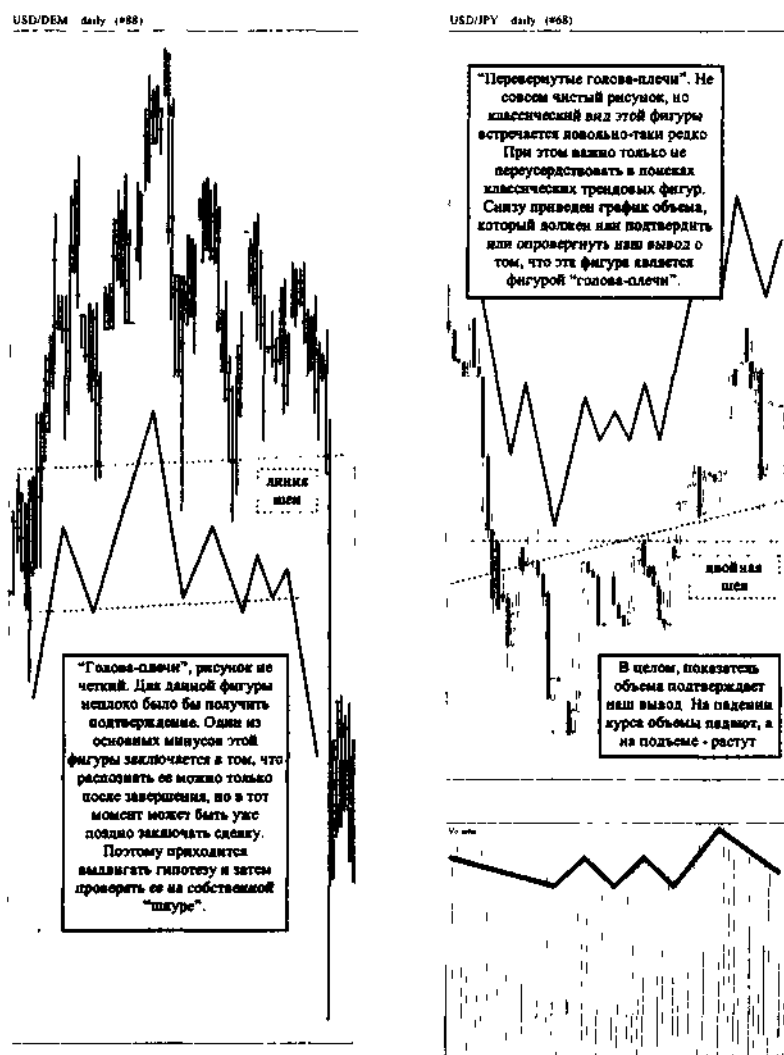 USD/DEM daily (#88)
линия
шеи
"Голова-плечи", рисунок не
четкий. Для данной фигуры
неплохо было бы получить
подтверждение. Один из
основных минусов этой
фигуры заключается в том, что
распознать ее можно только
после завершения, но в тот
момент может быть уже
поздно заключать сделку.
Поэтому приходится
выдвигать гипотезу и затем
проверять ее на собственной
"шкуре".
USD/JPY daily (#68)
"Перевернутые голова-плечи". Не
совсем чистый рисунок, но
классический вид этой фигуры
встречается довольно-таки редко
При этом важно только не
переусердствовать в поисках
классических трендовых фигур.
Снизу приведен график объема,
который должен или подтвердить
или опровергнуть наш вывод о
том, что эта фигура является
фигурой "голова-плечи".
двойная
шея
В целом, показатель
объема подтверждает
наш вывод. На падении
курса объемы падают, а
на подъеме - растут
Volume